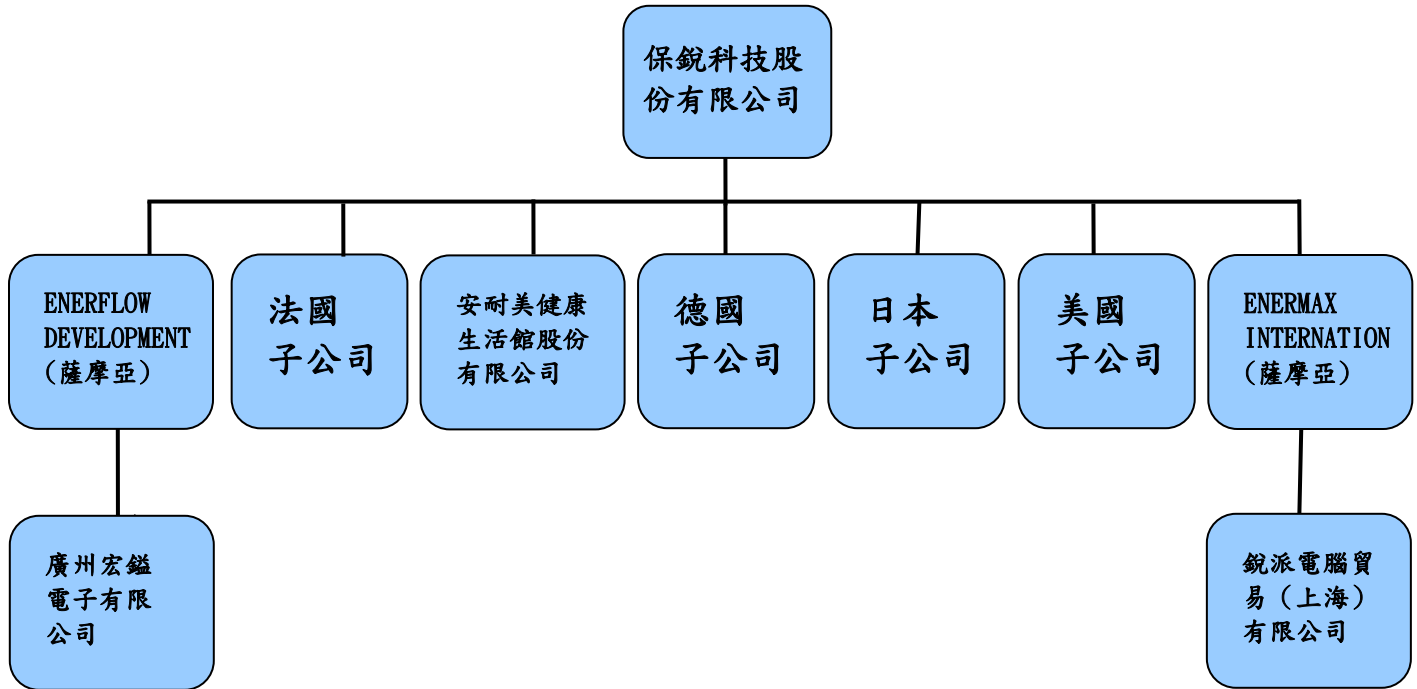 保銳科技股
份有限公司
ENERFLOW
DEVELOPMENT
(薩摩亞)
法國
子公司
安耐美健康
生活館股份
有限公司
德國
子公司
日本
子公司
美國
子公司
ENERMAX
INTERNATION
(薩摩亞)
廣州宏鎰
電子有限
公司
銳派電腦貿
易（上海）
有限公司